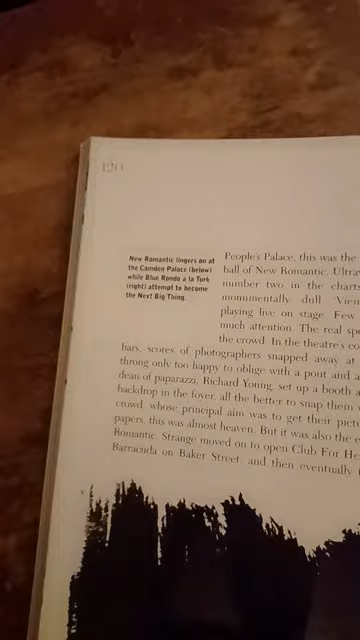 120
New Romantic lingers on at
the Camden Palace (below)
while Blue Rondo a la Turk
(right) attempt to become
the Next Big Thing.
People's Palace, this was the
ball of New Romantic. Ultrav
number two in the charts
monumentally dull 'Vien
playing live on stage. Few
much attention. The real spe
the crowd. In the theatre's co
bars, scores of photographers snapped away at
throng only too happy to oblige with a pout and a
dean of paparazzi, Richard Young, set up a booth a
backdrop in the foyer, all the better to snap them
crowd, whose principal aim was to get their pictu
papers, this was almost heaven. But it was also the e
Romantic. Strange moved on to open Club For He
Barracuda on Baker Street, and then eventually